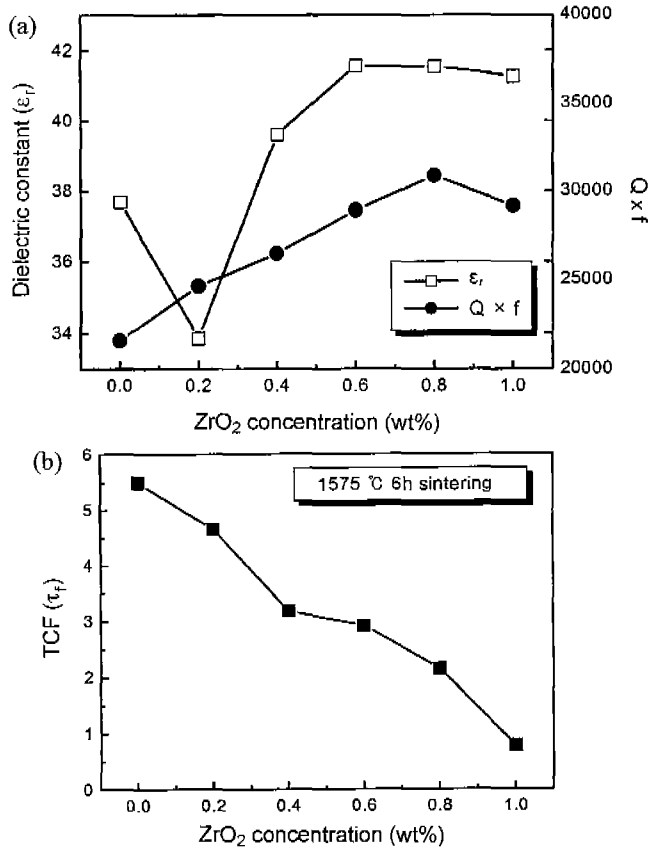 (a)
40000
42
40
38
36
34
35000
30000
25000
20000
Dielectric constant (εr)
Q x f
εr
Q × f
0.0 0.2 0.4 0.6 0.8 1.0
ZrO2 concentration (wt%)
(b)
6
5
4
3
2
1
0
1575 ℃ 6h sintering
TCF (τf)
0.0 0.2 0.4 0.6 0.8 1.0
ZrO2 concentration (wt%)